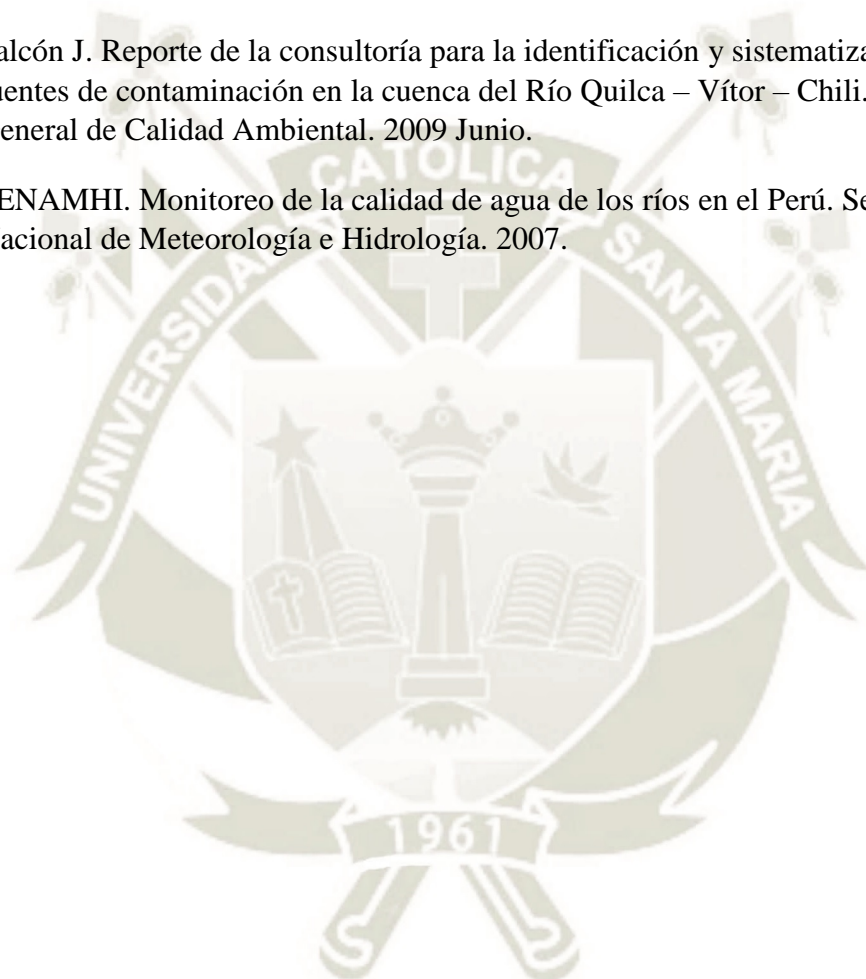 alcón J. Reporte de la consultoría para la identificación y sistematiza
uentes de contaminación en la cuenca del Río Quilca – Vítor – Chili.
eneral de Calidad Ambiental. 2009 Junio.
ENAMHI. Monitoreo de la calidad de agua de los ríos en el Perú. Se
acional de Meteorología e Hidrología. 2007.
UNIVERSIDAD CATOLICA SANTA MARIA
1961